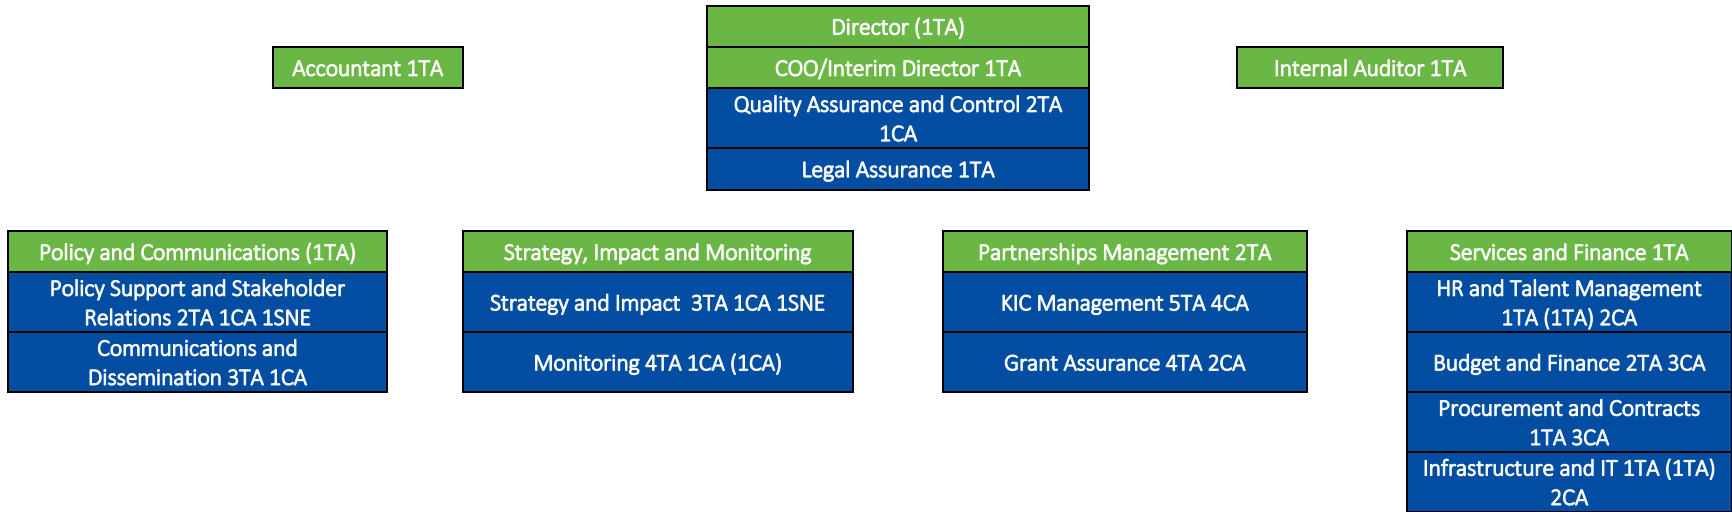 Director (1TA)
Accountant 1TA
COO/Interim Director 1TA
Internal Auditor 1TA
Quality Assurance and Control 2TA
1CA
Legal Assurance 1TA
Policy and Communications (1TA)
Policy Support and Stakeholder
Relations 2TA 1CA 1SNE
Communications and
Dissemination 3TA 1CA
Strategy, Impact and Monitoring
Strategy and Impact 3TA 1CA 1SNE
Monitoring 4TA 1CA (1CA)
Partnerships Management 2TA
KIC Management 5TA 4CA
Grant Assurance 4TA 2CA
Services and Finance 1TA
HR and Talent Management
1TA (1TA) 2CA
Budget and Finance 2TA 3CA
Procurement and Contracts
1TA 3CA
Infrastructure and IT 1TA (1TA)
2CA